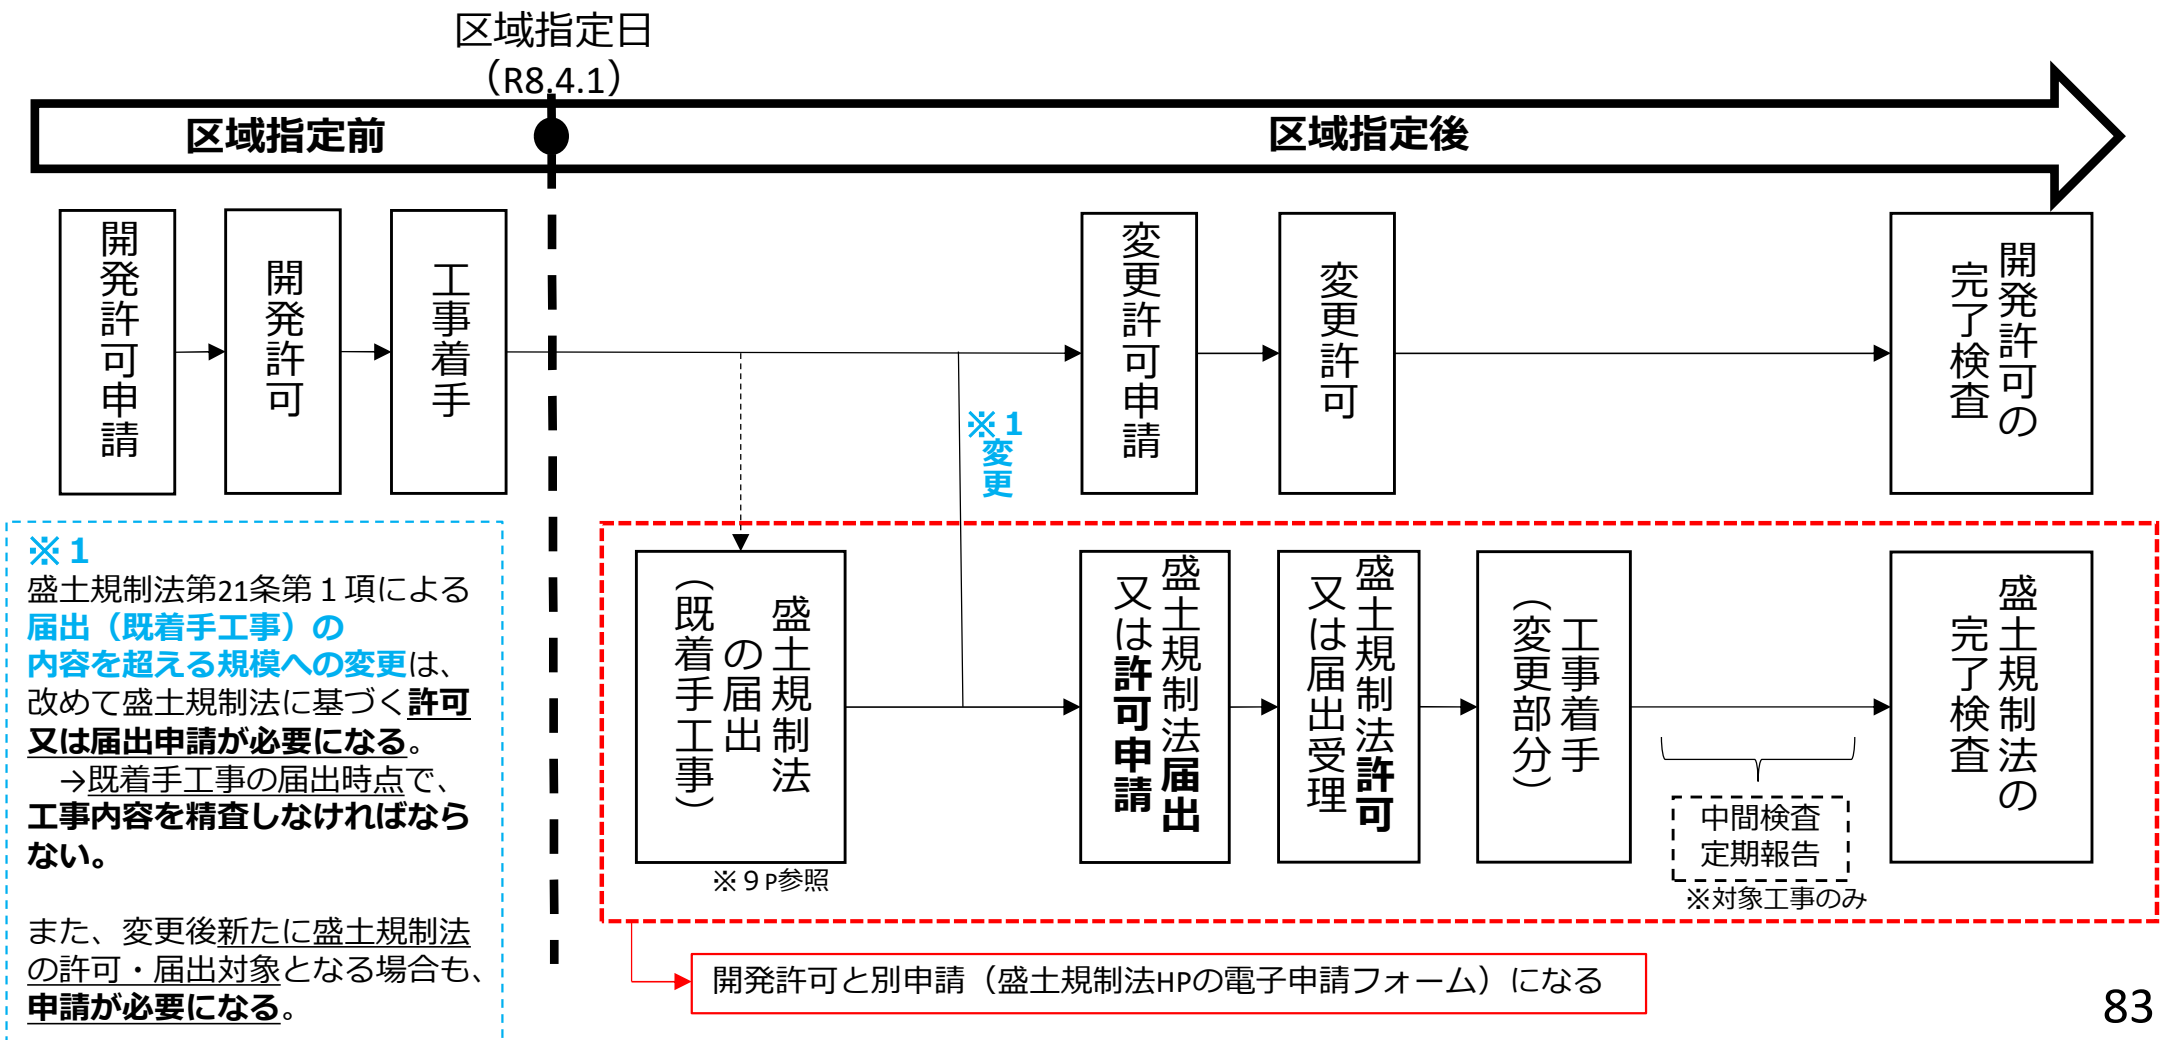 区域指定日
（R8.4.1）
区域指定前
区域指定後
開発許可申請
開発許可
工事着手
変更許可申請
変更許可
開発許可の
完了検査
※１
変更
※１
盛土規制法第21条第１項による
届出（既着手工事）の
内容を超える規模への変更は、
改めて盛土規制法に基づく許可
又は届出申請が必要になる。
→既着手工事の届出時点で、
工事内容を精査しなければなら
ない。
また、変更後新たに盛土規制法
の許可・届出対象となる場合も、
申請が必要になる。
盛土規制法
の届出
（既着手工事）
※９P参照
盛土規制法届出
又は許可申請
盛土規制法許可
又は届出受理
工事着手
（変更部分）
中間検査
定期報告
※対象工事のみ
盛土規制法の
完了検査
開発許可と別申請（盛土規制法HPの電子申請フォーム）になる
83